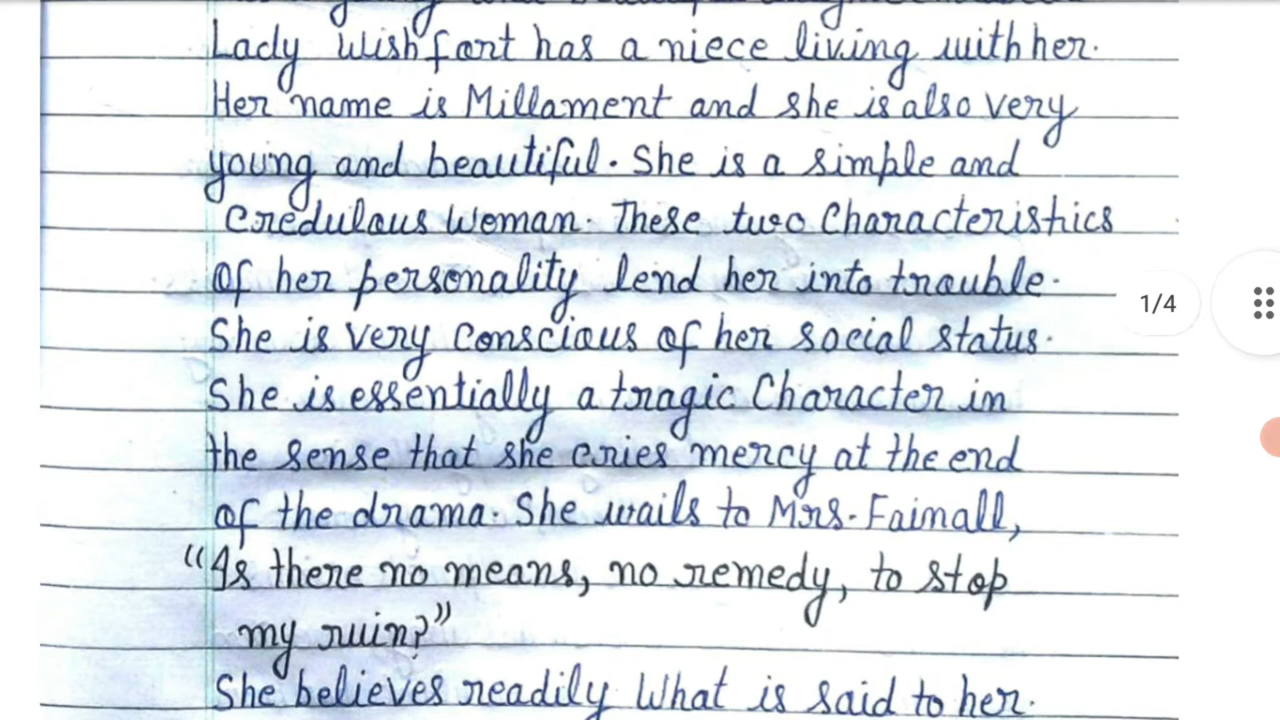 Lady Wishfort has a niece living with her.
Her name is Millament and she is also very
young and beautiful. She is a simple and
credulous woman. These two Characteristics
Of her personality lend her into trouble.
She is very Conscious of her social status.
She is essentially a tragic Character in
the sense that she cries mercy at the end
of the drama. She wails to Mrs. Fainall,
"Is there no means, no remedy, to stop
my ruin?"
She believes readily What is said to her.
1/4